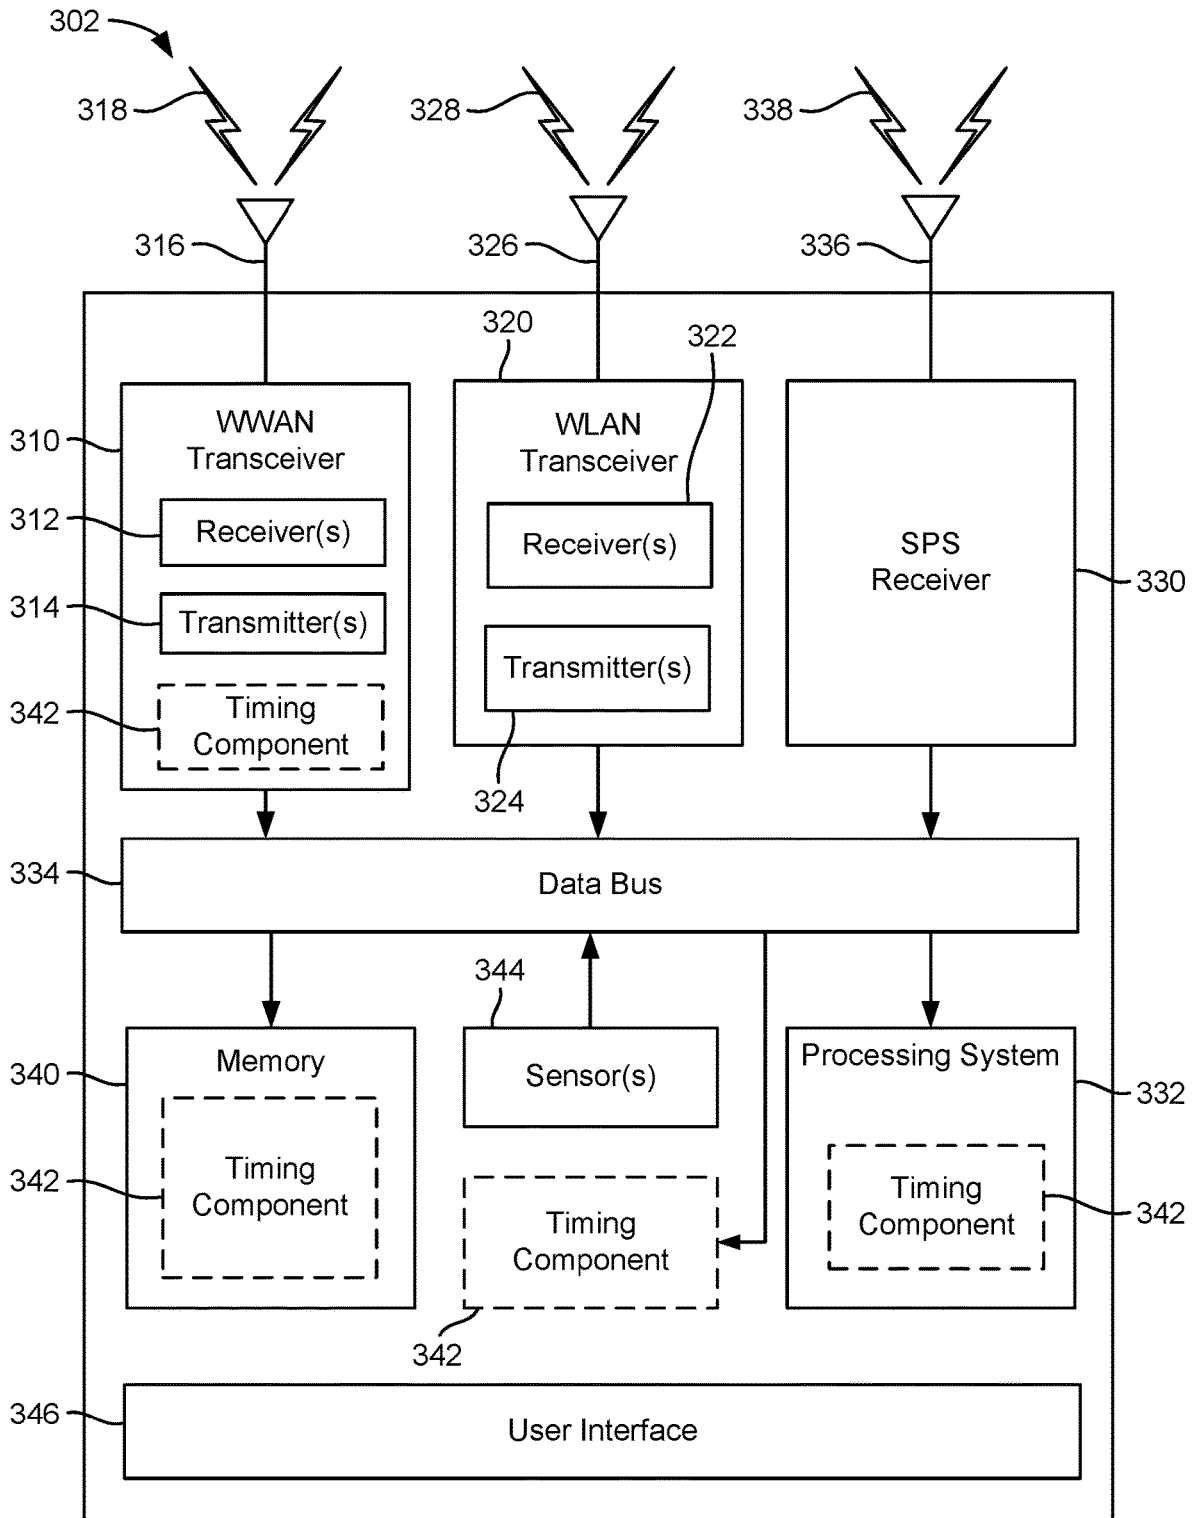 302
318
328
338
316
326
336
320
322
310
WWAN
Transceiver
WLAN
Transceiver
312
Receiver(s)
Receiver(s)
SPS
Receiver
330
314
Transmitter(s)
Transmitter(s)
342
Timing
Component
324
334
Data Bus
344
340
Memory
Sensor(s)
Processing System
332
342
Timing
Component
Timing
Component
Timing
Component
342
342
346
User Interface